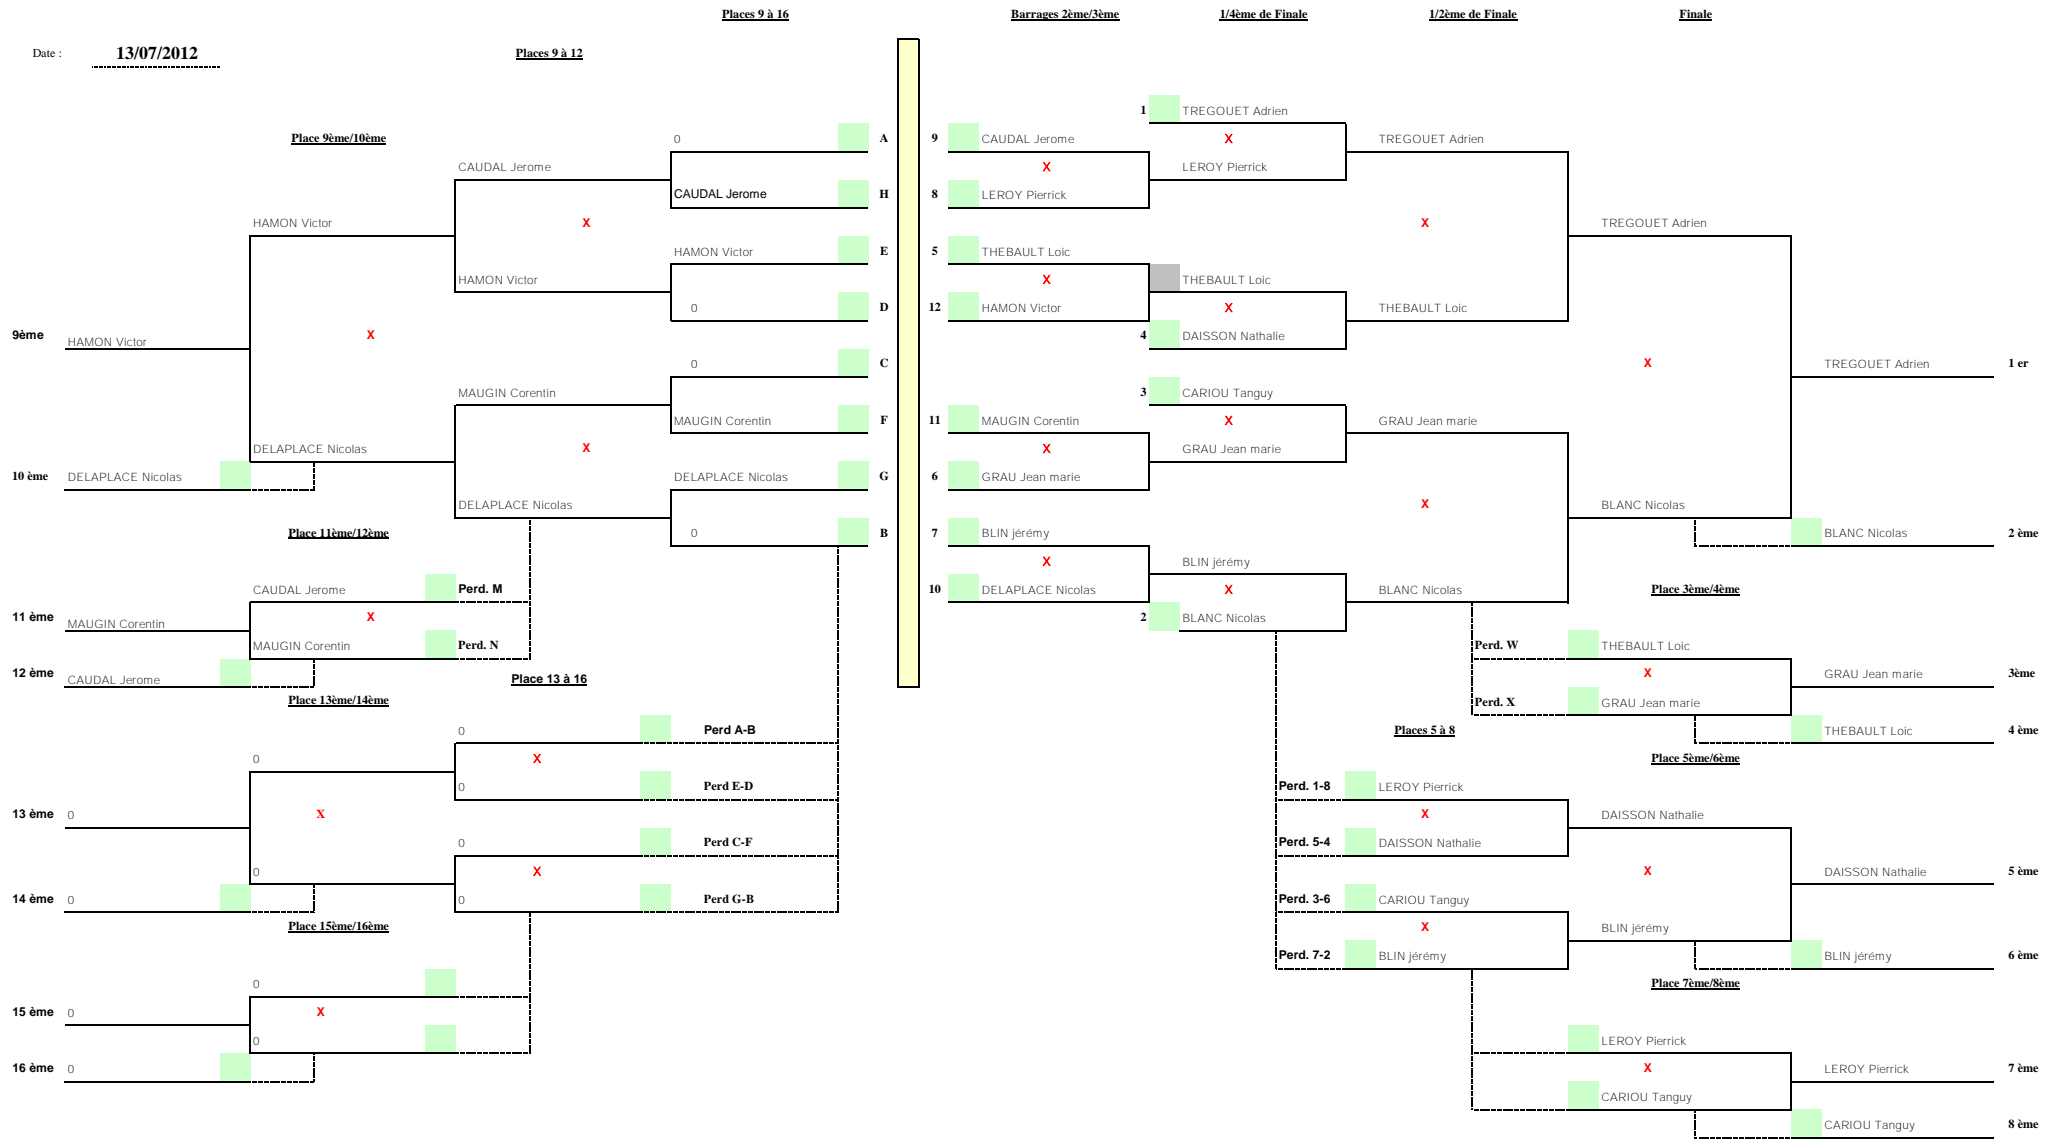 Places 9 à 16 Barrages 2ème/3ème 1/4ème de Finale 1/2ème de Finale Finale
Date : 13/07/2012 Places 9 à 12
1 TREGOUET Adrien
Place 9ème/10ème 0 A 9 CAUDAL Jerome X TREGOUET Adrien
CAUDAL Jerome X LEROY Pierrick
CAUDAL Jerome H 8 LEROY Pierrick
HAMON Victor X X TREGOUET Adrien
HAMON Victor E 5 THEBAULT Loic
HAMON Victor X THEBAULT Loic
0 D 12 HAMON Victor X THEBAULT Loic
9ème HAMON Victor X 4 DAISSON Nathalie
0 C X TREGOUET Adrien 1 er
MAUGIN Corentin 3 CARIOU Tanguy
MAUGIN Corentin F 11 MAUGIN Corentin X GRAU Jean marie
DELAPLACE Nicolas X X GRAU Jean marie
10 ème DELAPLACE Nicolas DELAPLACE Nicolas G 6 GRAU Jean marie
DELAPLACE Nicolas X BLANC Nicolas
Place 11ème/12ème 0 B 7 BLIN jérémy BLANC Nicolas 2 ème
X BLIN jérémy
CAUDAL Jerome Perd. M 10 DELAPLACE Nicolas X BLANC Nicolas Place 3ème/4ème
11 ème MAUGIN Corentin X 2 BLANC Nicolas
MAUGIN Corentin Perd. N Perd. W THEBAULT Loic
12 ème CAUDAL Jerome Place 13 à 16 X GRAU Jean marie 3ème
Place 13ème/14ème Perd. X GRAU Jean marie
0 Perd A-B Places 5 à 8 THEBAULT Loic 4 ème
0 X Place 5ème/6ème
0 Perd E-D Perd. 1-8 LEROY Pierrick
13 ème 0 X X DAISSON Nathalie
0 Perd C-F Perd. 5-4 DAISSON Nathalie
0 X X DAISSON Nathalie 5 ème
14 ème 0 0 Perd G-B Perd. 3-6 CARIOU Tanguy
Place 15ème/16ème X BLIN jérémy
Perd. 7-2 BLIN jérémy BLIN jérémy 6 ème
0 Place 7ème/8ème
15 ème 0 X
0 LEROY Pierrick
16 ème 0 X LEROY Pierrick 7 ème
CARIOU Tanguy
CARIOU Tanguy 8 ème